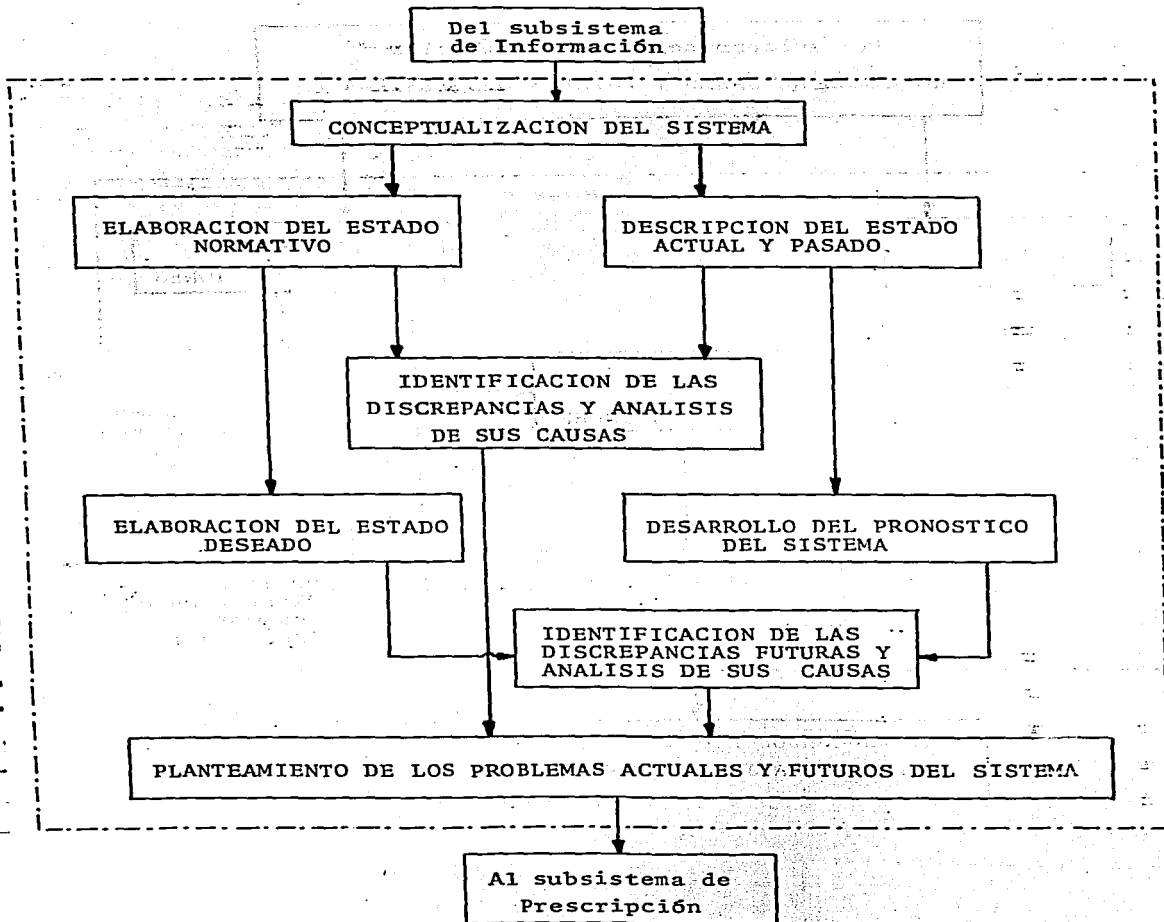 Del subsistema
de Información
CONCEPTUALIZACION DEL SISTEMA
ELABORACION DEL ESTADO
NORMATIVO
DESCRIPCION DEL ESTADO
ACTUAL Y PASADO.
IDENTIFICACION DE LAS
DISCREPANCIAS Y ANALISIS
DE SUS CAUSAS
ELABORACION DEL ESTADO
DESEADO
DESARROLLO DEL PRONOSTICO
DEL SISTEMA
IDENTIFICACION DE LAS
DISCREPANCIAS FUTURAS Y
ANALISIS DE SUS CAUSAS
PLANTEAMIENTO DE LOS PROBLEMAS ACTUALES Y FUTUROS DEL SISTEMA
Al subsistema de
Prescripción